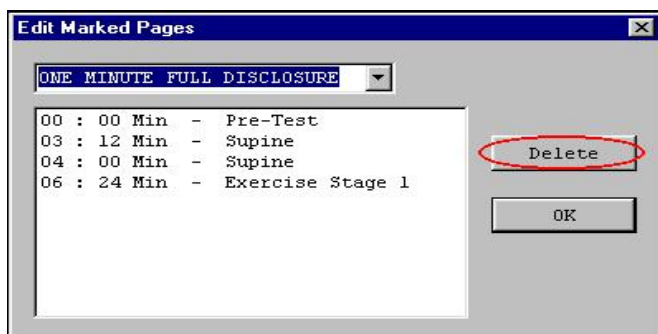 Edit Marked Pages
ONE MINUTE FULL DISCLOSURE
00 : 00 Min - Pre-Test
03 : 12 Min - Supine
04 : 00 Min - Supine
06 : 24 Min - Exercise Stage 1
Delete
OK